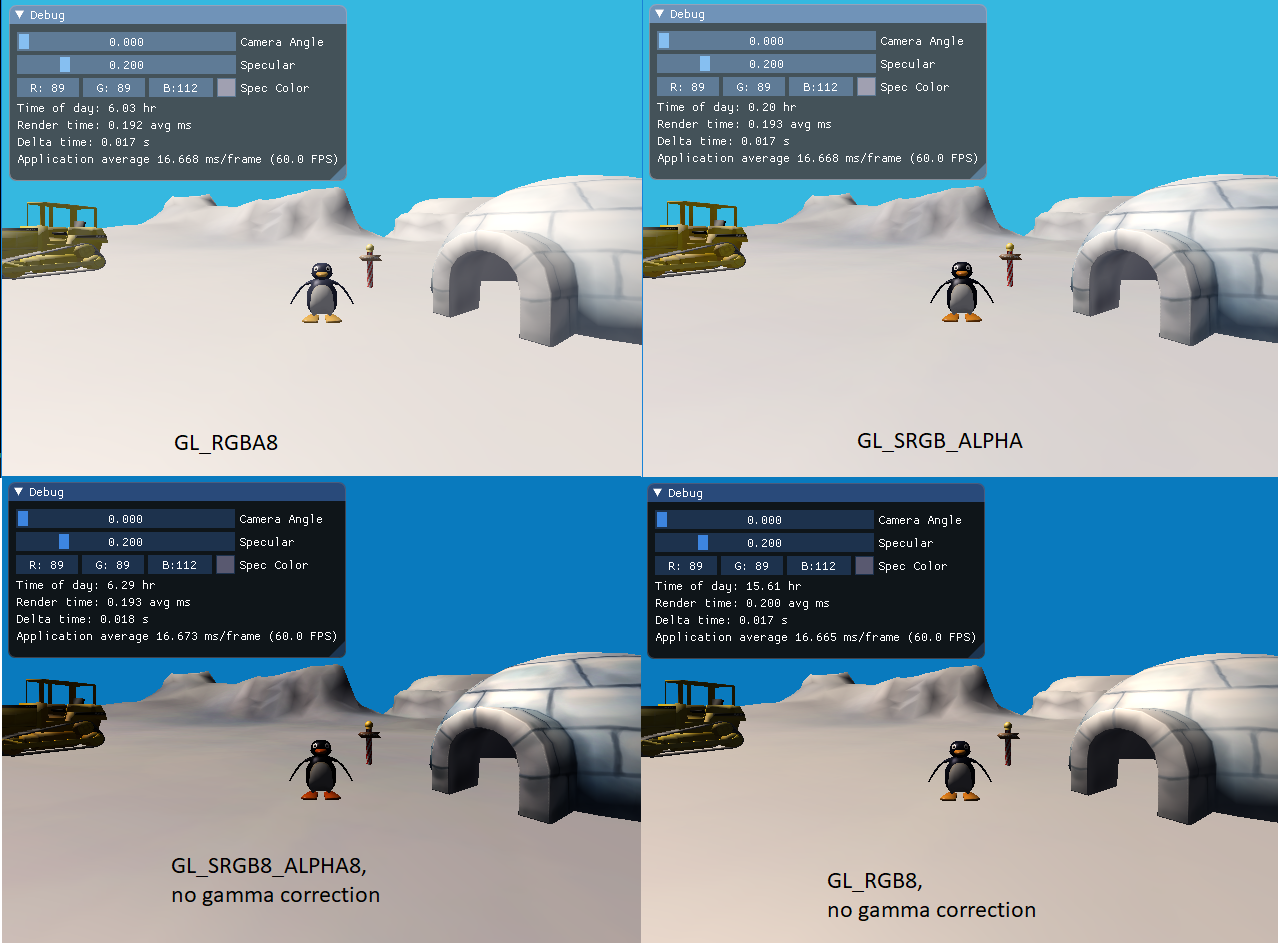 Debug
0.000 Camera Angle
0.200 Specular
R: 89 G: 89 B:112 Spec Color
Time of day: 6.03 hr
Render time: 0.192 avg ms
Delta time: 0.017 s
Application average 16.668 ms/frame (60.0 FPS)
GL_RGBA8
Debug
0.000 Camera Angle
0.200 Specular
R: 89 G: 89 B:112 Spec Color
Time of day: 0.20 hr
Render time: 0.193 avg ms
Delta time: 0.017 s
Application average 16.668 ms/frame (60.0 FPS)
GL_SRGB_ALPHA
Debug
0.000 Camera Angle
0.200 Specular
R: 89 G: 89 B:112 Spec Color
Time of day: 6.29 hr
Render time: 0.193 avg ms
Delta time: 0.018 s
Application average 16.673 ms/frame (60.0 FPS)
GL_SRGB8_ALPHA8,
no gamma correction
Debug
0.000 Camera Angle
0.200 Specular
R: 89 G: 89 B:112 Spec Color
Time of day: 15.61 hr
Render time: 0.200 avg ms
Delta time: 0.017 s
Application average 16.665 ms/frame (60.0 FPS)
GL_RGB8,
no gamma correction